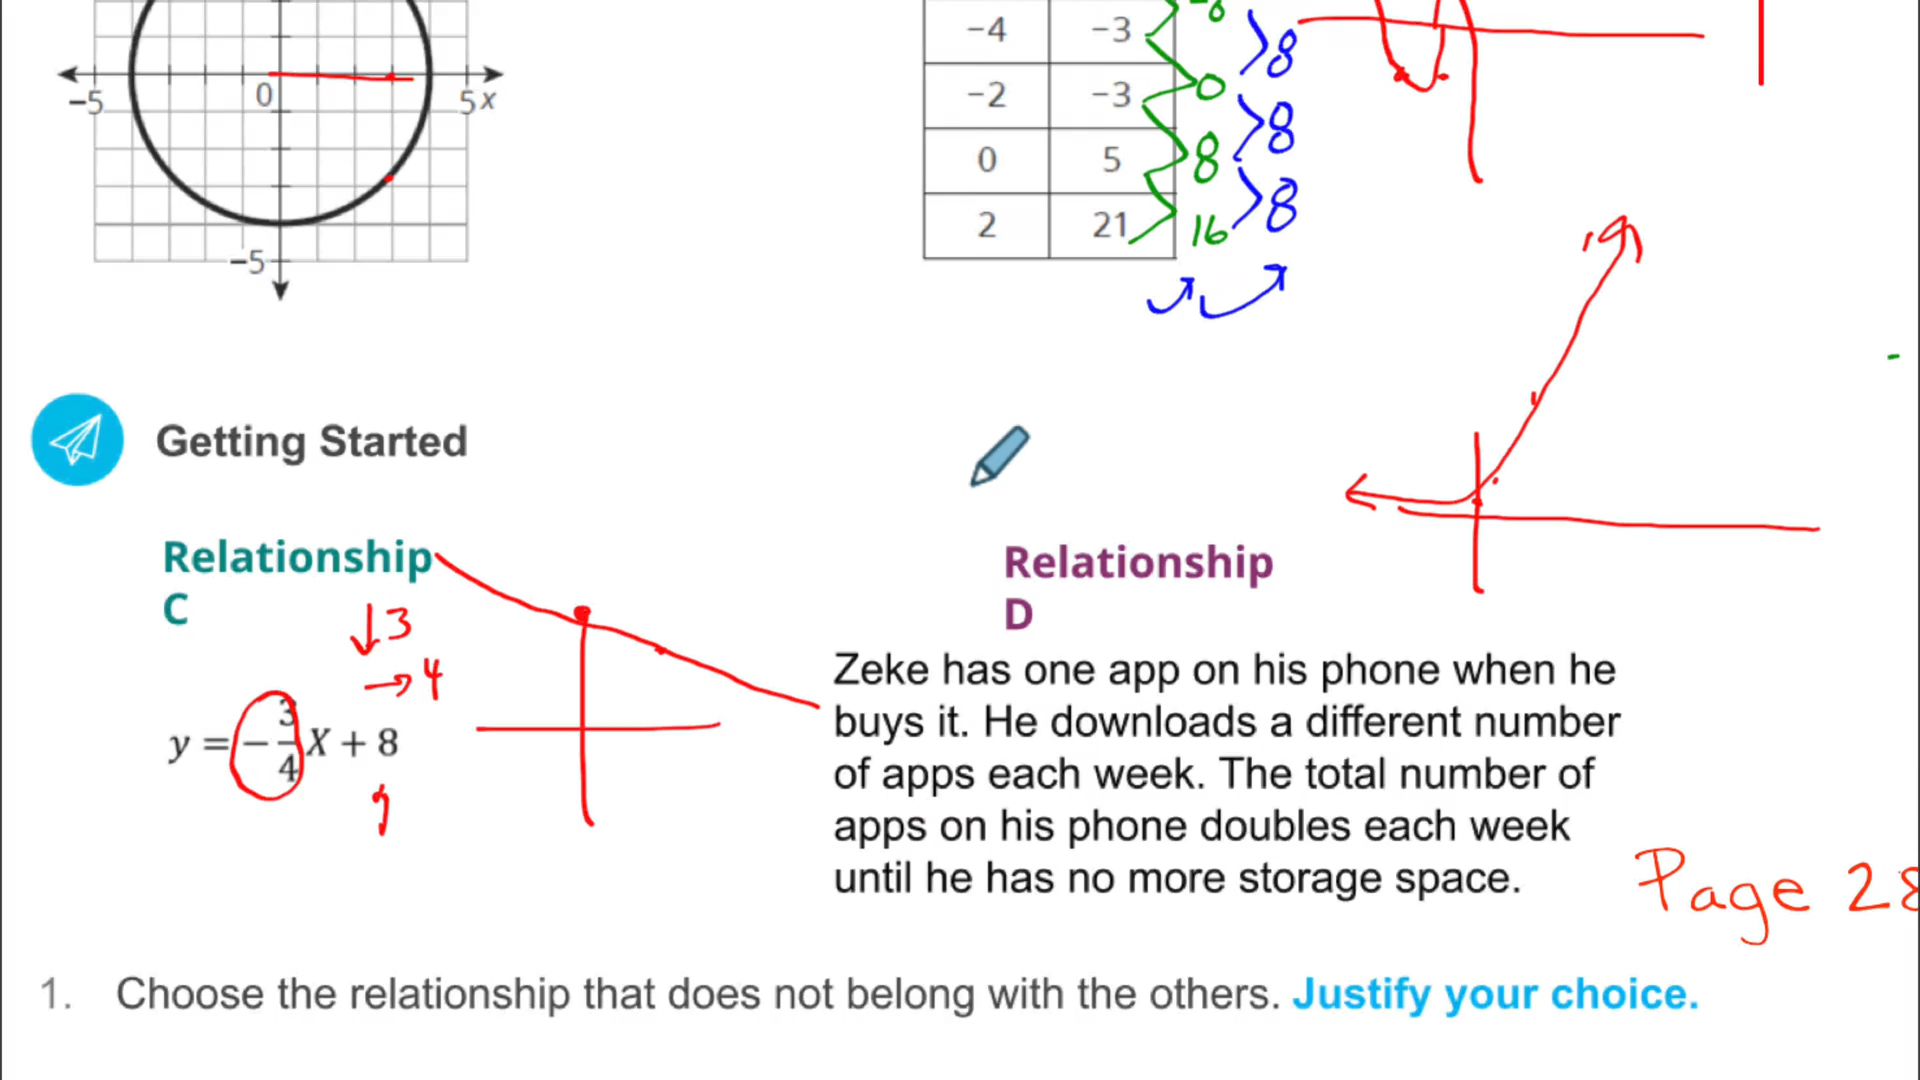 -4 -3 -8
>8
-5 0 5 x
-2 -3 0
>8
0 5 8
>8
2 21 16
-5
Getting Started
Relationship
C
↓3
→4
y = -3/4 X + 8
Relationship
D
Zeke has one app on his phone when he
buys it. He downloads a different number
of apps each week. The total number of
apps on his phone doubles each week
until he has no more storage space.
Page 28
1. Choose the relationship that does not belong with the others. Justify your choice.